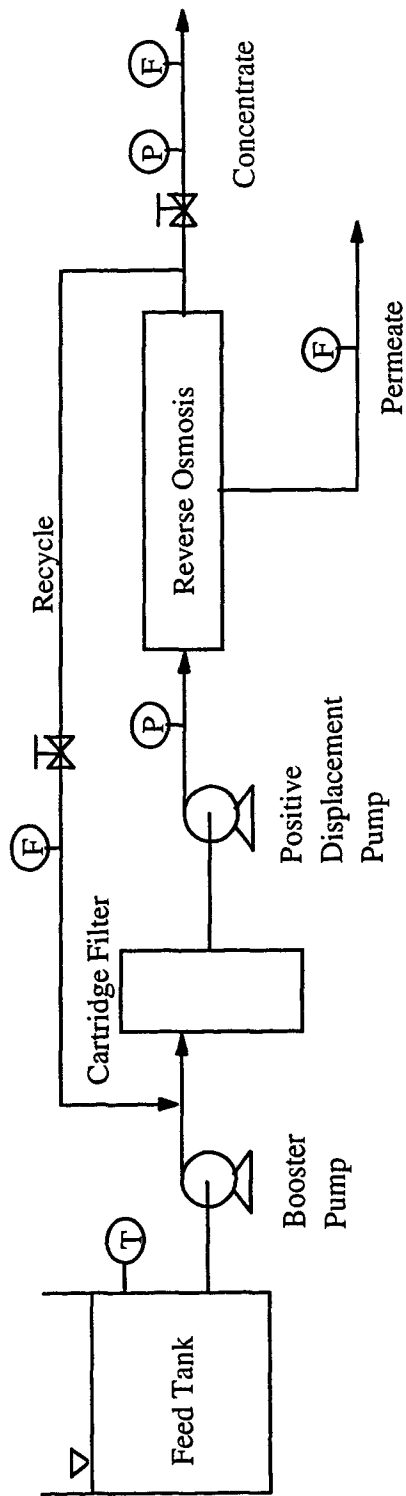 Feed Tank
T
Booster
Pump
Cartridge Filter
F
Recycle
Positive
Displacement
Pump
P
Reverse Osmosis
P
F
Concentrate
F
Permeate